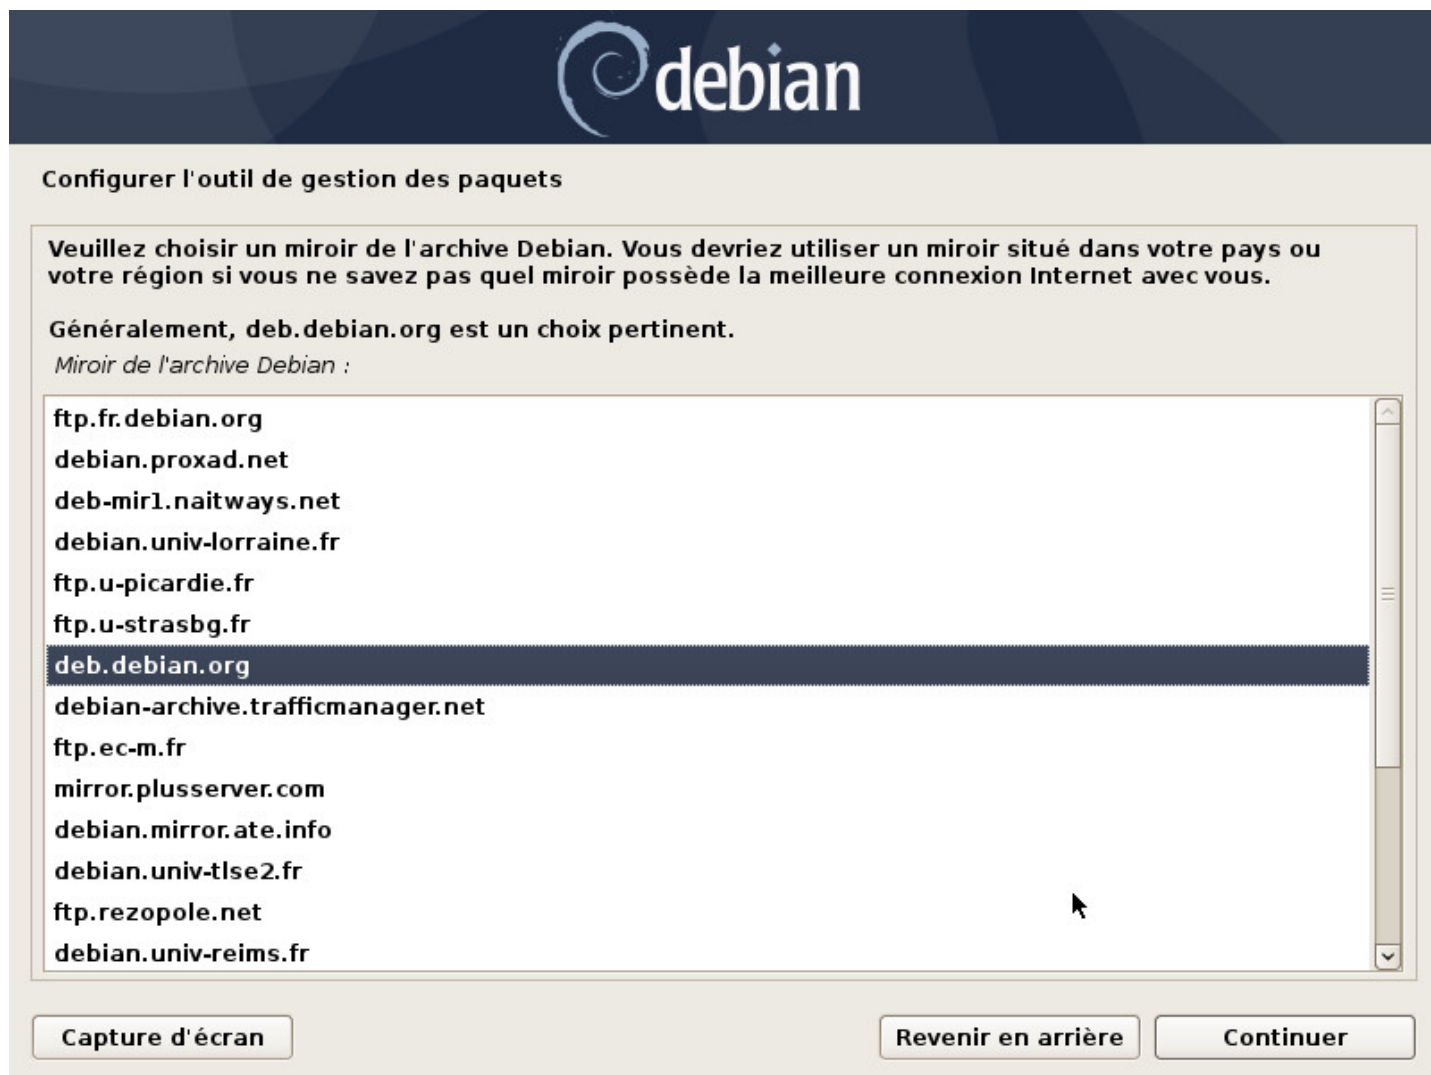 debian
Configurer l'outil de gestion des paquets
Veuillez choisir un miroir de l'archive Debian. Vous devriez utiliser un miroir situé dans votre pays ou
votre région si vous ne savez pas quel miroir possède la meilleure connexion Internet avec vous.
Généralement, deb.debian.org est un choix pertinent.
Miroir de l'archive Debian :
ftp.fr.debian.org
debian.proxad.net
deb-mir1.naitways.net
debian.univ-lorraine.fr
ftp.u-picardie.fr
ftp.u-strasbg.fr
deb.debian.org
debian-archive.trafficmanager.net
ftp.ec-m.fr
mirror.plusserver.com
debian.mirror.ate.info
debian.univ-tlse2.fr
ftp.rezopole.net
debian.univ-reims.fr
Capture d'écran
Revenir en arrière
Continuer